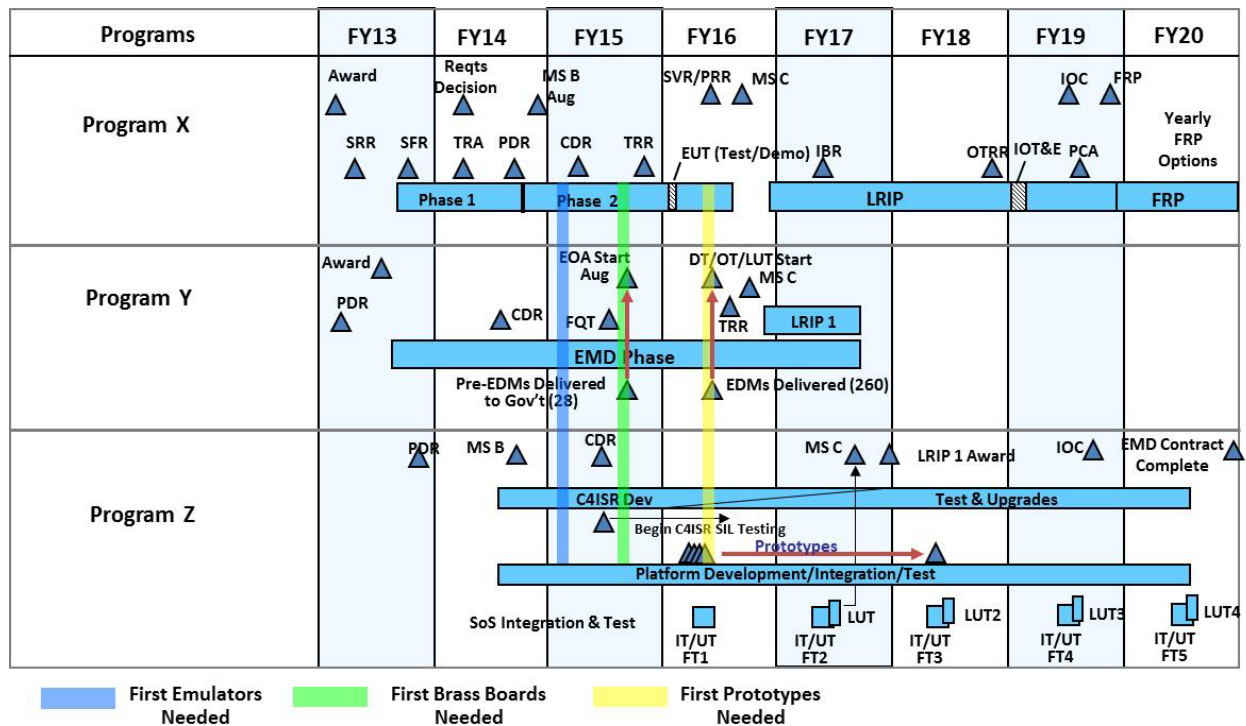 Programs
FY13
FY14
FY15
FY16
FY17
FY18
FY19
FY20
Program X
Award
Reqts
Decision
MS B
Aug
SVR/PRR
MS C
IOC
FRP
SRR
SFR
TRA
PDR
CDR
TRR
EUT (Test/Demo)
IBR
OTRR
IOT&E
PCA
Yearly
FRP
Options
Phase 1
Phase 2
LRIP
FRP
Program Y
Award
EOA Start
Aug
DT/OT/LUT Start
MS C
PDR
CDR
FQT
TRR
LRIP 1
EMD Phase
Pre-EDMs Delivered
to Gov't (28)
EDMs Delivered (260)
Program Z
PDR
MS B
CDR
MS C
LRIP 1 Award
IOC
EMD Contract
Complete
C4ISR Dev
Test & Upgrades
Begin C4ISR SIL Testing
Prototypes
Platform Development/Integration/Test
SoS Integration & Test
LUT
LUT2
LUT3
LUT4
IT/UT
FT1
IT/UT
FT2
IT/UT
FT3
IT/UT
FT4
IT/UT
FT5
First Emulators
Needed
First Brass Boards
Needed
First Prototypes
Needed